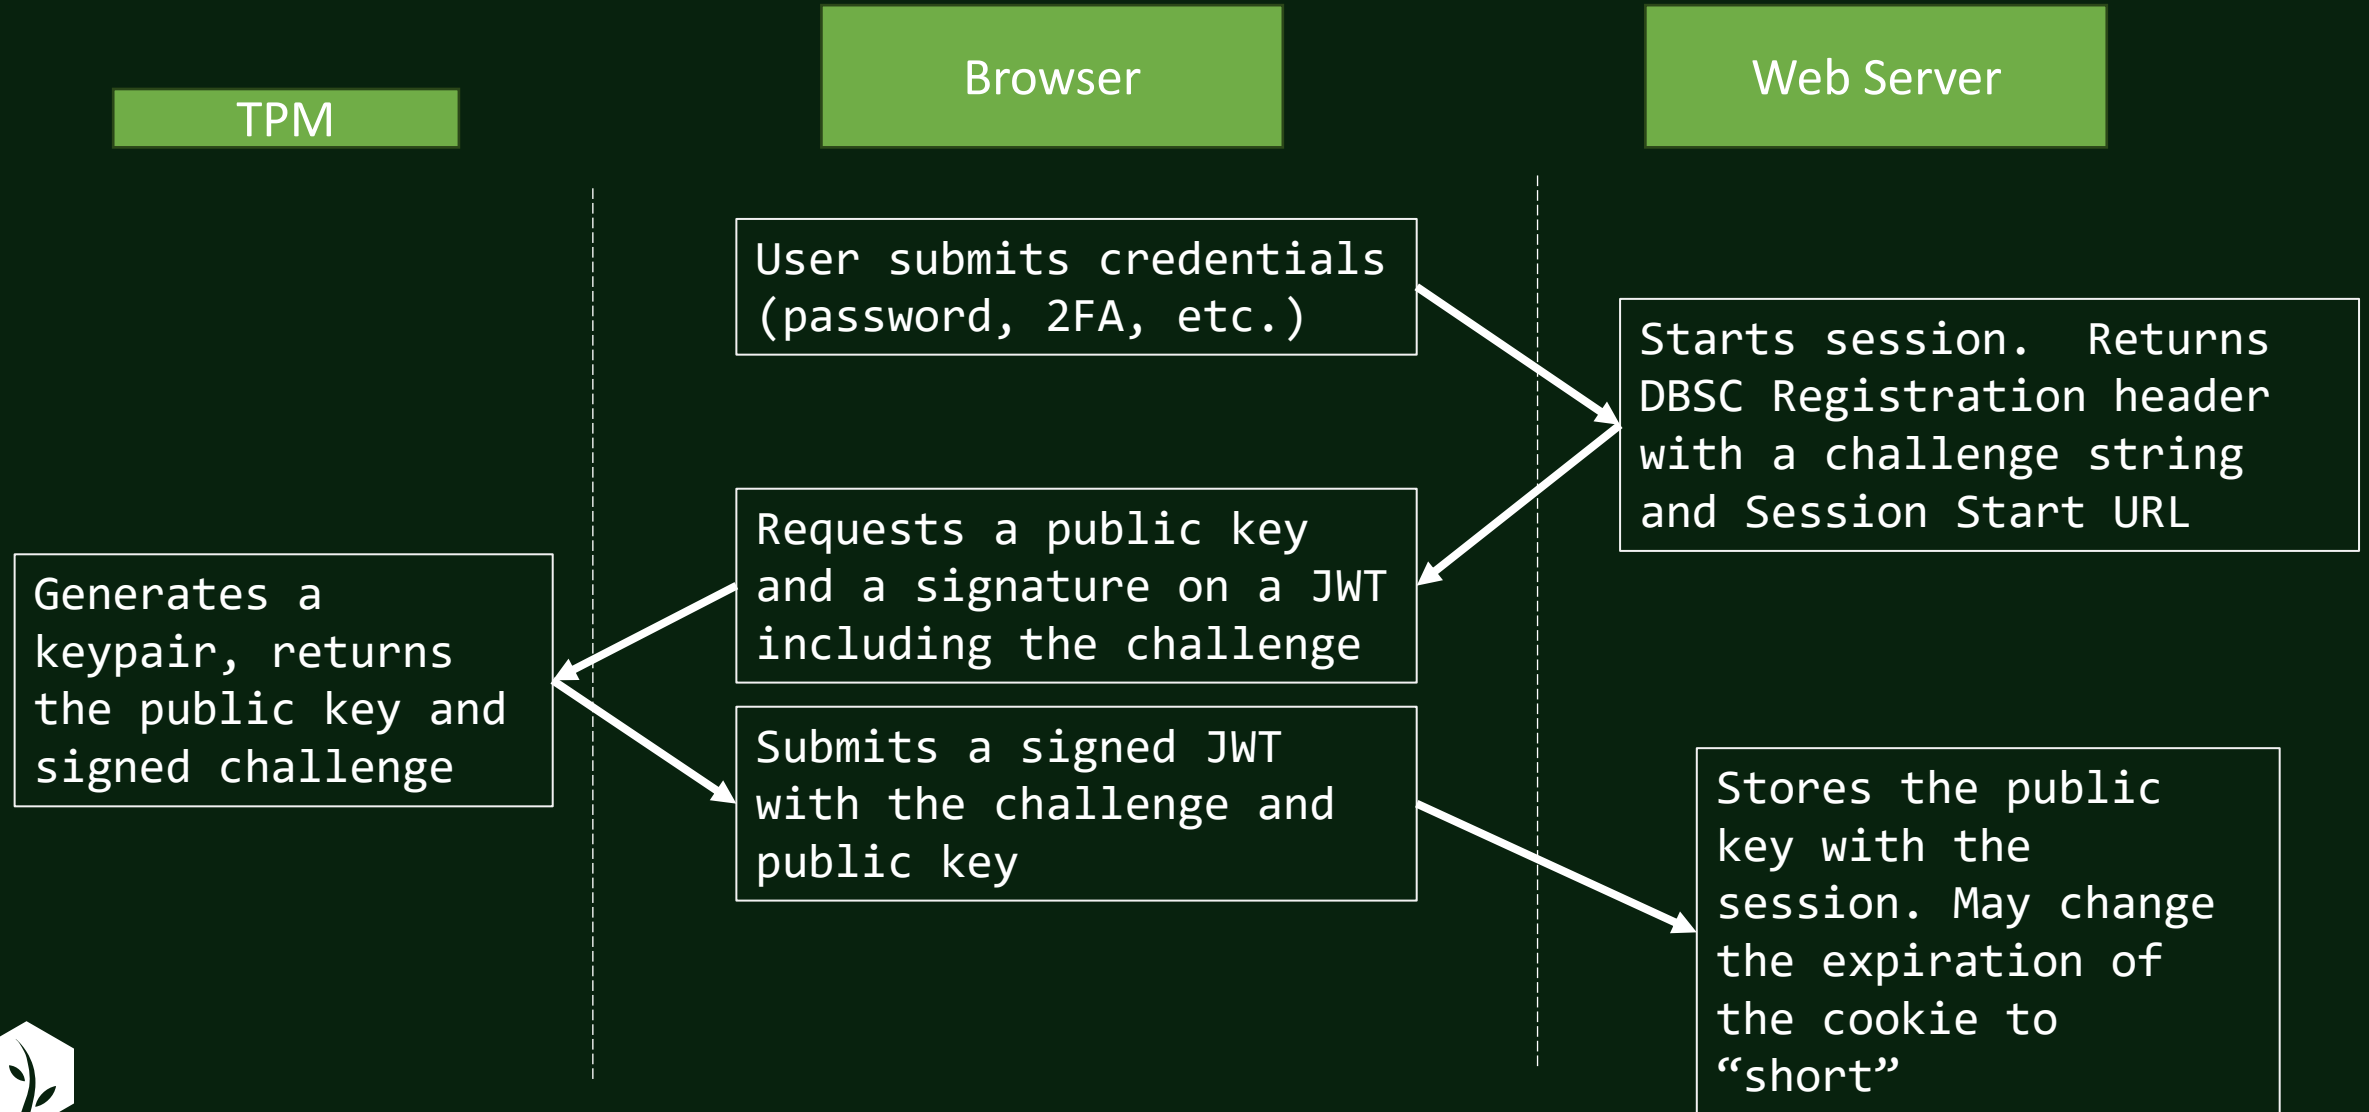 TPM
Browser
Web Server
User submits credentials
(password, 2FA, etc.)
Starts session.  Returns
DBSC Registration header
with a challenge string
and Session Start URL
Requests a public key
and a signature on a JWT
including the challenge
Generates a
keypair, returns
the public key and
signed challenge
Submits a signed JWT
with the challenge and
public key
Stores the public
key with the
session. May change
the expiration of
the cookie to
“short”